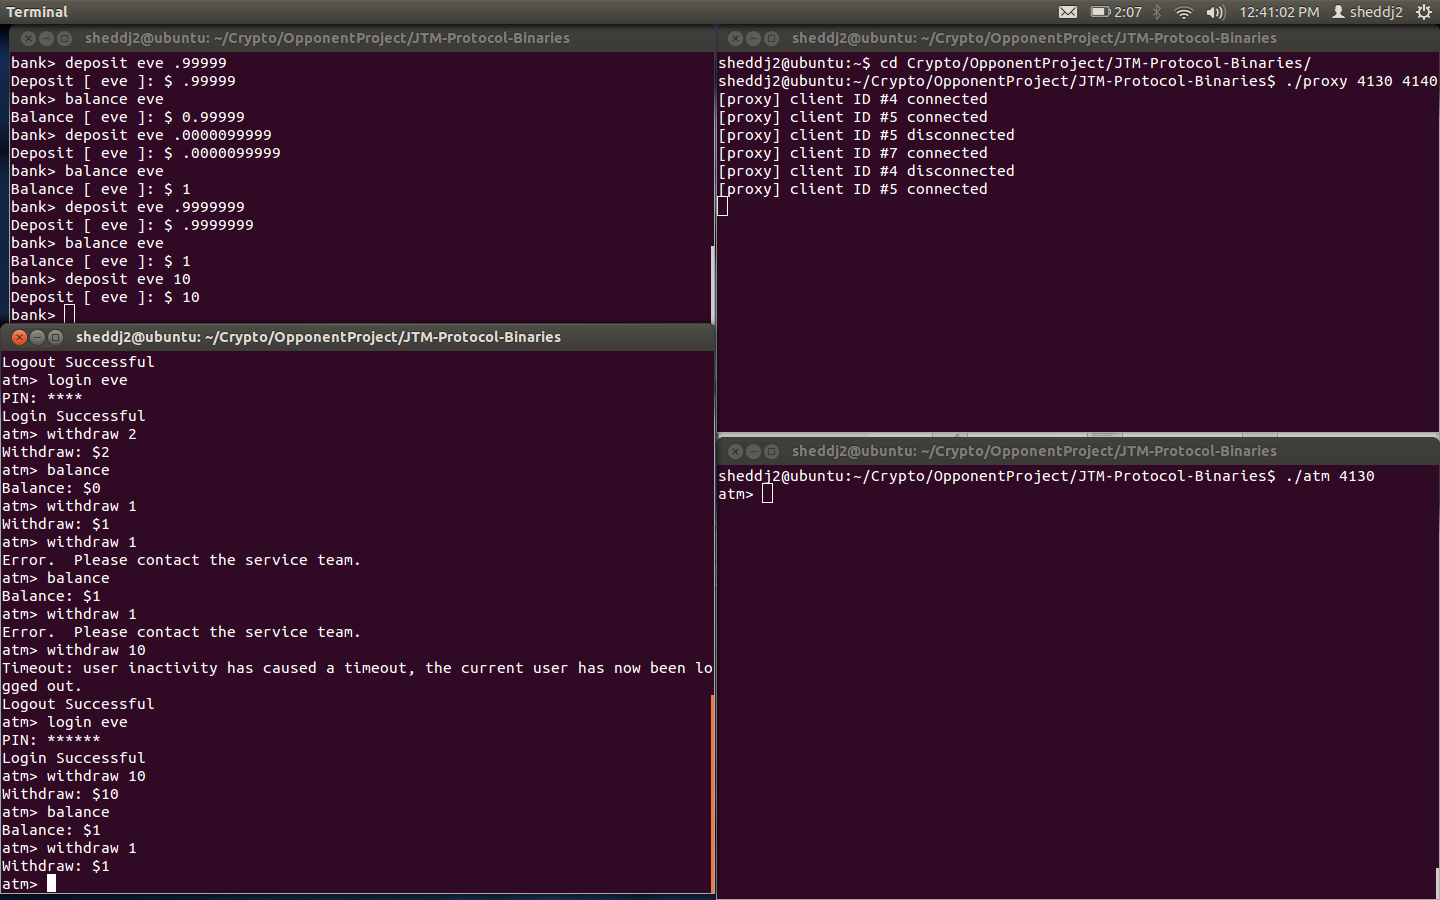 Terminal
2:07
12:41:02 PM
sheddj2
sheddj2@ubuntu: ~/Crypto/OpponentProject/JTM-Protocol-Binaries
bank> deposit eve .99999
Deposit [ eve ]: $ .99999
bank> balance eve
Balance [ eve ]: $ 0.99999
bank> deposit eve .0000099999
Deposit [ eve ]: $ .0000099999
bank> balance eve
Balance [ eve ]: $ 1
bank> deposit eve .9999999
Deposit [ eve ]: $ .9999999
bank> balance eve
Balance [ eve ]: $ 1
bank> deposit eve 10
Deposit [ eve ]: $ 10
bank>
sheddj2@ubuntu: ~/Crypto/OpponentProject/JTM-Protocol-Binaries
sheddj2@ubuntu:~$ cd Crypto/OpponentProject/JTM-Protocol-Binaries/
sheddj2@ubuntu:~/Crypto/OpponentProject/JTM-Protocol-Binaries$ ./proxy 4130 4140
[proxy] client ID #4 connected
[proxy] client ID #5 connected
[proxy] client ID #5 disconnected
[proxy] client ID #7 connected
[proxy] client ID #4 disconnected
[proxy] client ID #5 connected
sheddj2@ubuntu: ~/Crypto/OpponentProject/JTM-Protocol-Binaries
Logout Successful
atm> login eve
PIN: ****
Login Successful
atm> withdraw 2
Withdraw: $2
atm> balance
Balance: $0
atm> withdraw 1
Withdraw: $1
atm> withdraw 1
Error.  Please contact the service team.
atm> balance
Balance: $1
atm> withdraw 1
Error.  Please contact the service team.
atm> withdraw 10
Timeout: user inactivity has caused a timeout, the current user has now been lo
gged out.
Logout Successful
atm> login eve
PIN: ******
Login Successful
atm> withdraw 10
Withdraw: $10
atm> balance
Balance: $1
atm> withdraw 1
Withdraw: $1
atm>
sheddj2@ubuntu: ~/Crypto/OpponentProject/JTM-Protocol-Binaries
sheddj2@ubuntu:~/Crypto/OpponentProject/JTM-Protocol-Binaries$ ./atm 4130
atm>